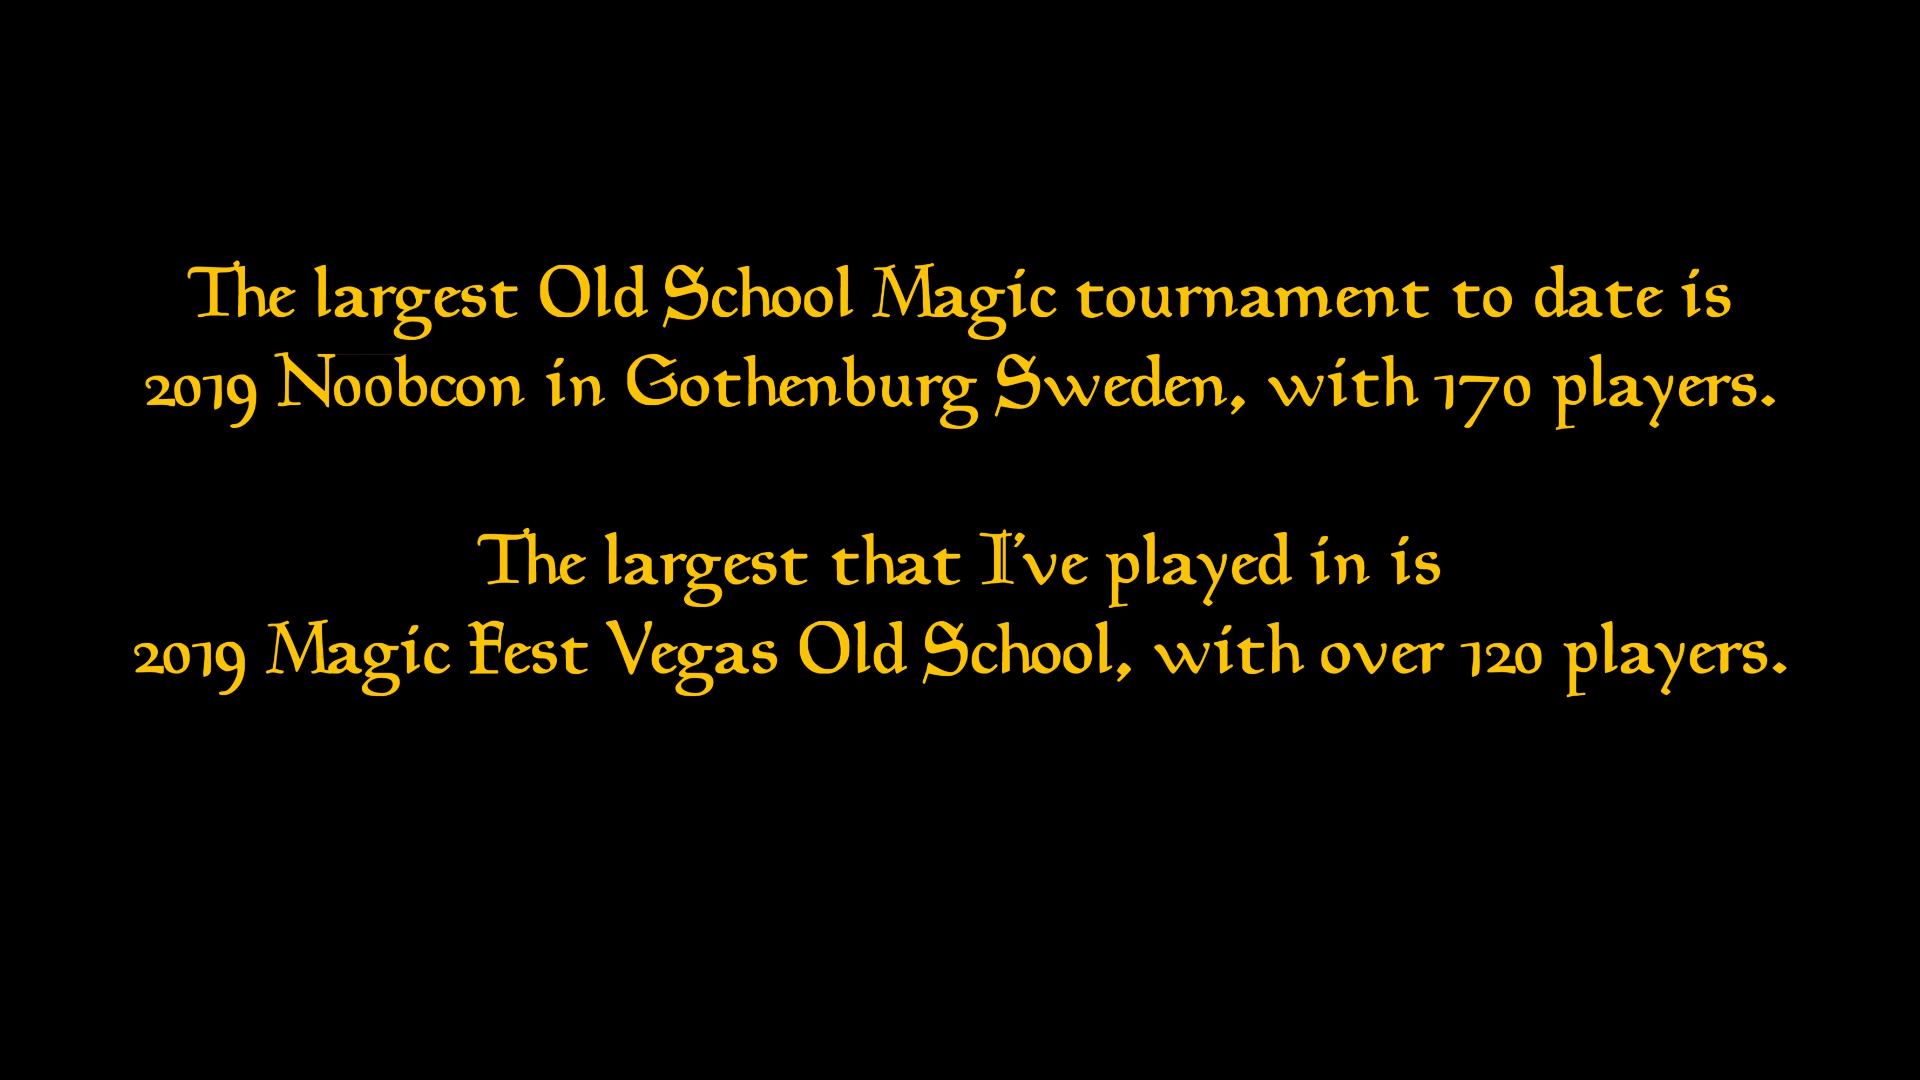 The largest Old School Magic tournament to date is
2019 Noobcon in Gothenburg Sweden, with 170 players.
The largest that I've played in is
2019 Magic Fest Vegas Old School, with over 120 players.